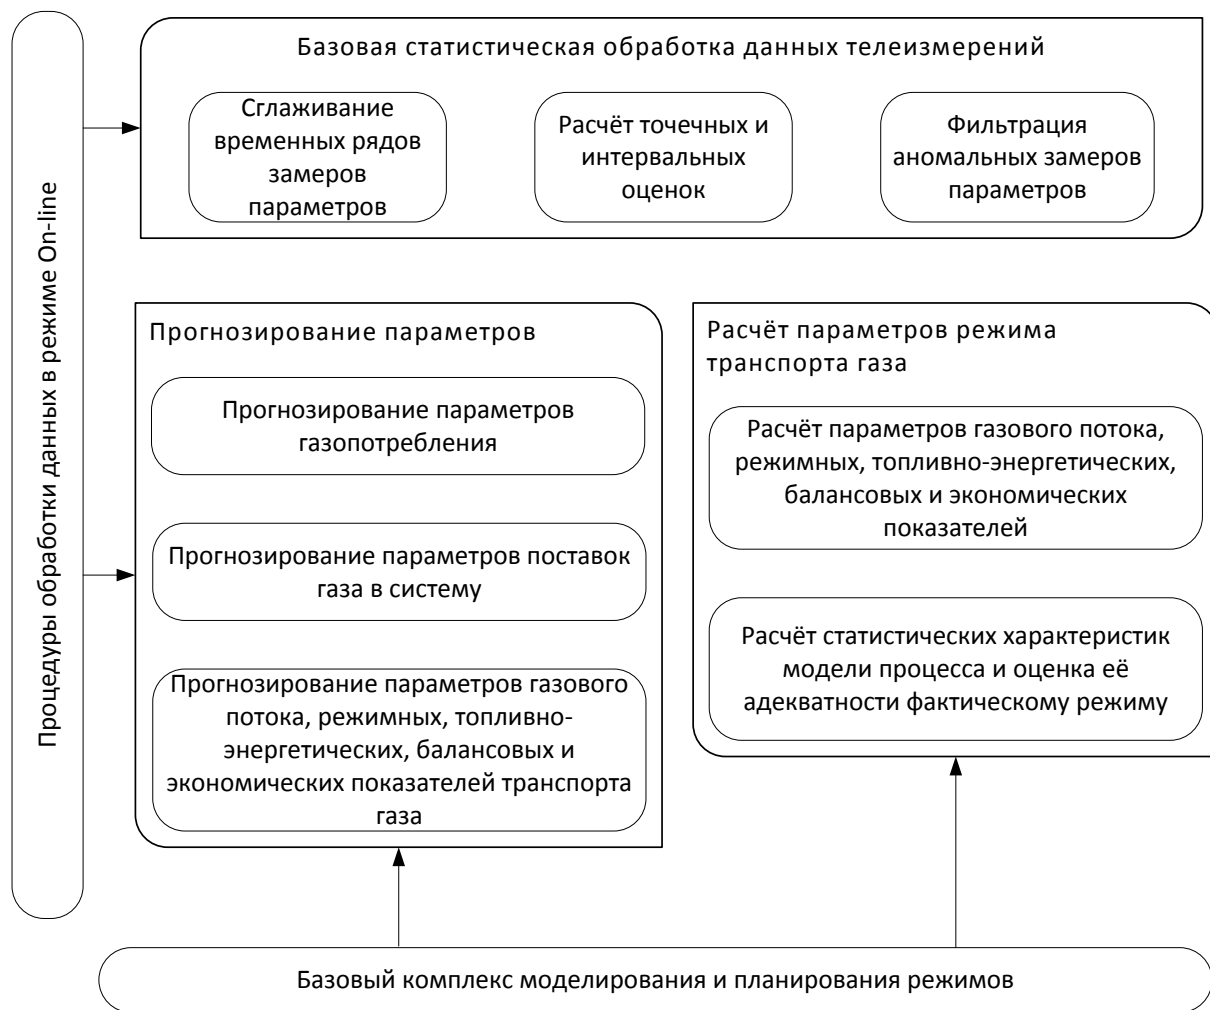 Процедуры обработки данных в режиме On-line
Базовая статистическая обработка данных телеизмерений
Сглаживание
временных рядов
замеров
параметров
Расчёт точечных и
интервальных
оценок
Фильтрация
аномальных замеров
параметров
Прогнозирование параметров
Прогнозирование параметров
газопотребления
Прогнозирование параметров поставок
газа в систему
Прогнозирование параметров газового
потока, режимных, топливно-
энергетических, балансовых и
экономических показателей транспорта
газа
Расчёт параметров режима
транспорта газа
Расчёт параметров газового потока,
режимных, топливно-энергетических,
балансовых и экономических
показателей
Расчёт статистических характеристик
модели процесса и оценка её
адекватности фактическому режиму
Базовый комплекс моделирования и планирования режимов